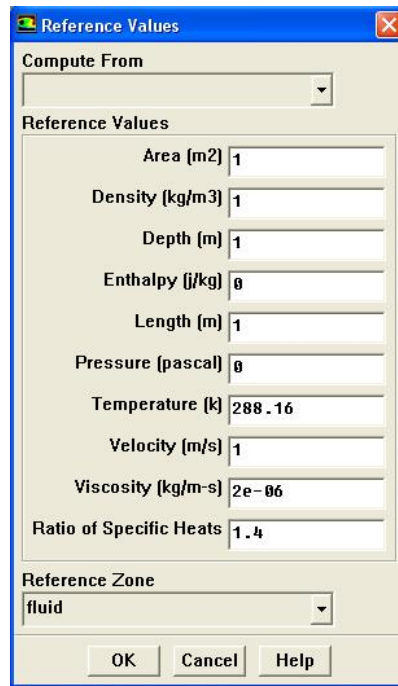 Reference Values
Compute From
Reference Values
Area (m2) 1
Density (kg/m3) 1
Depth (m) 1
Enthalpy (j/kg) 0
Length (m) 1
Pressure (pascal) 0
Temperature (k) 288.16
Velocity (m/s) 1
Viscosity (kg/m-s) 2e-06
Ratio of Specific Heats 1.4
Reference Zone
fluid
OK Cancel Help